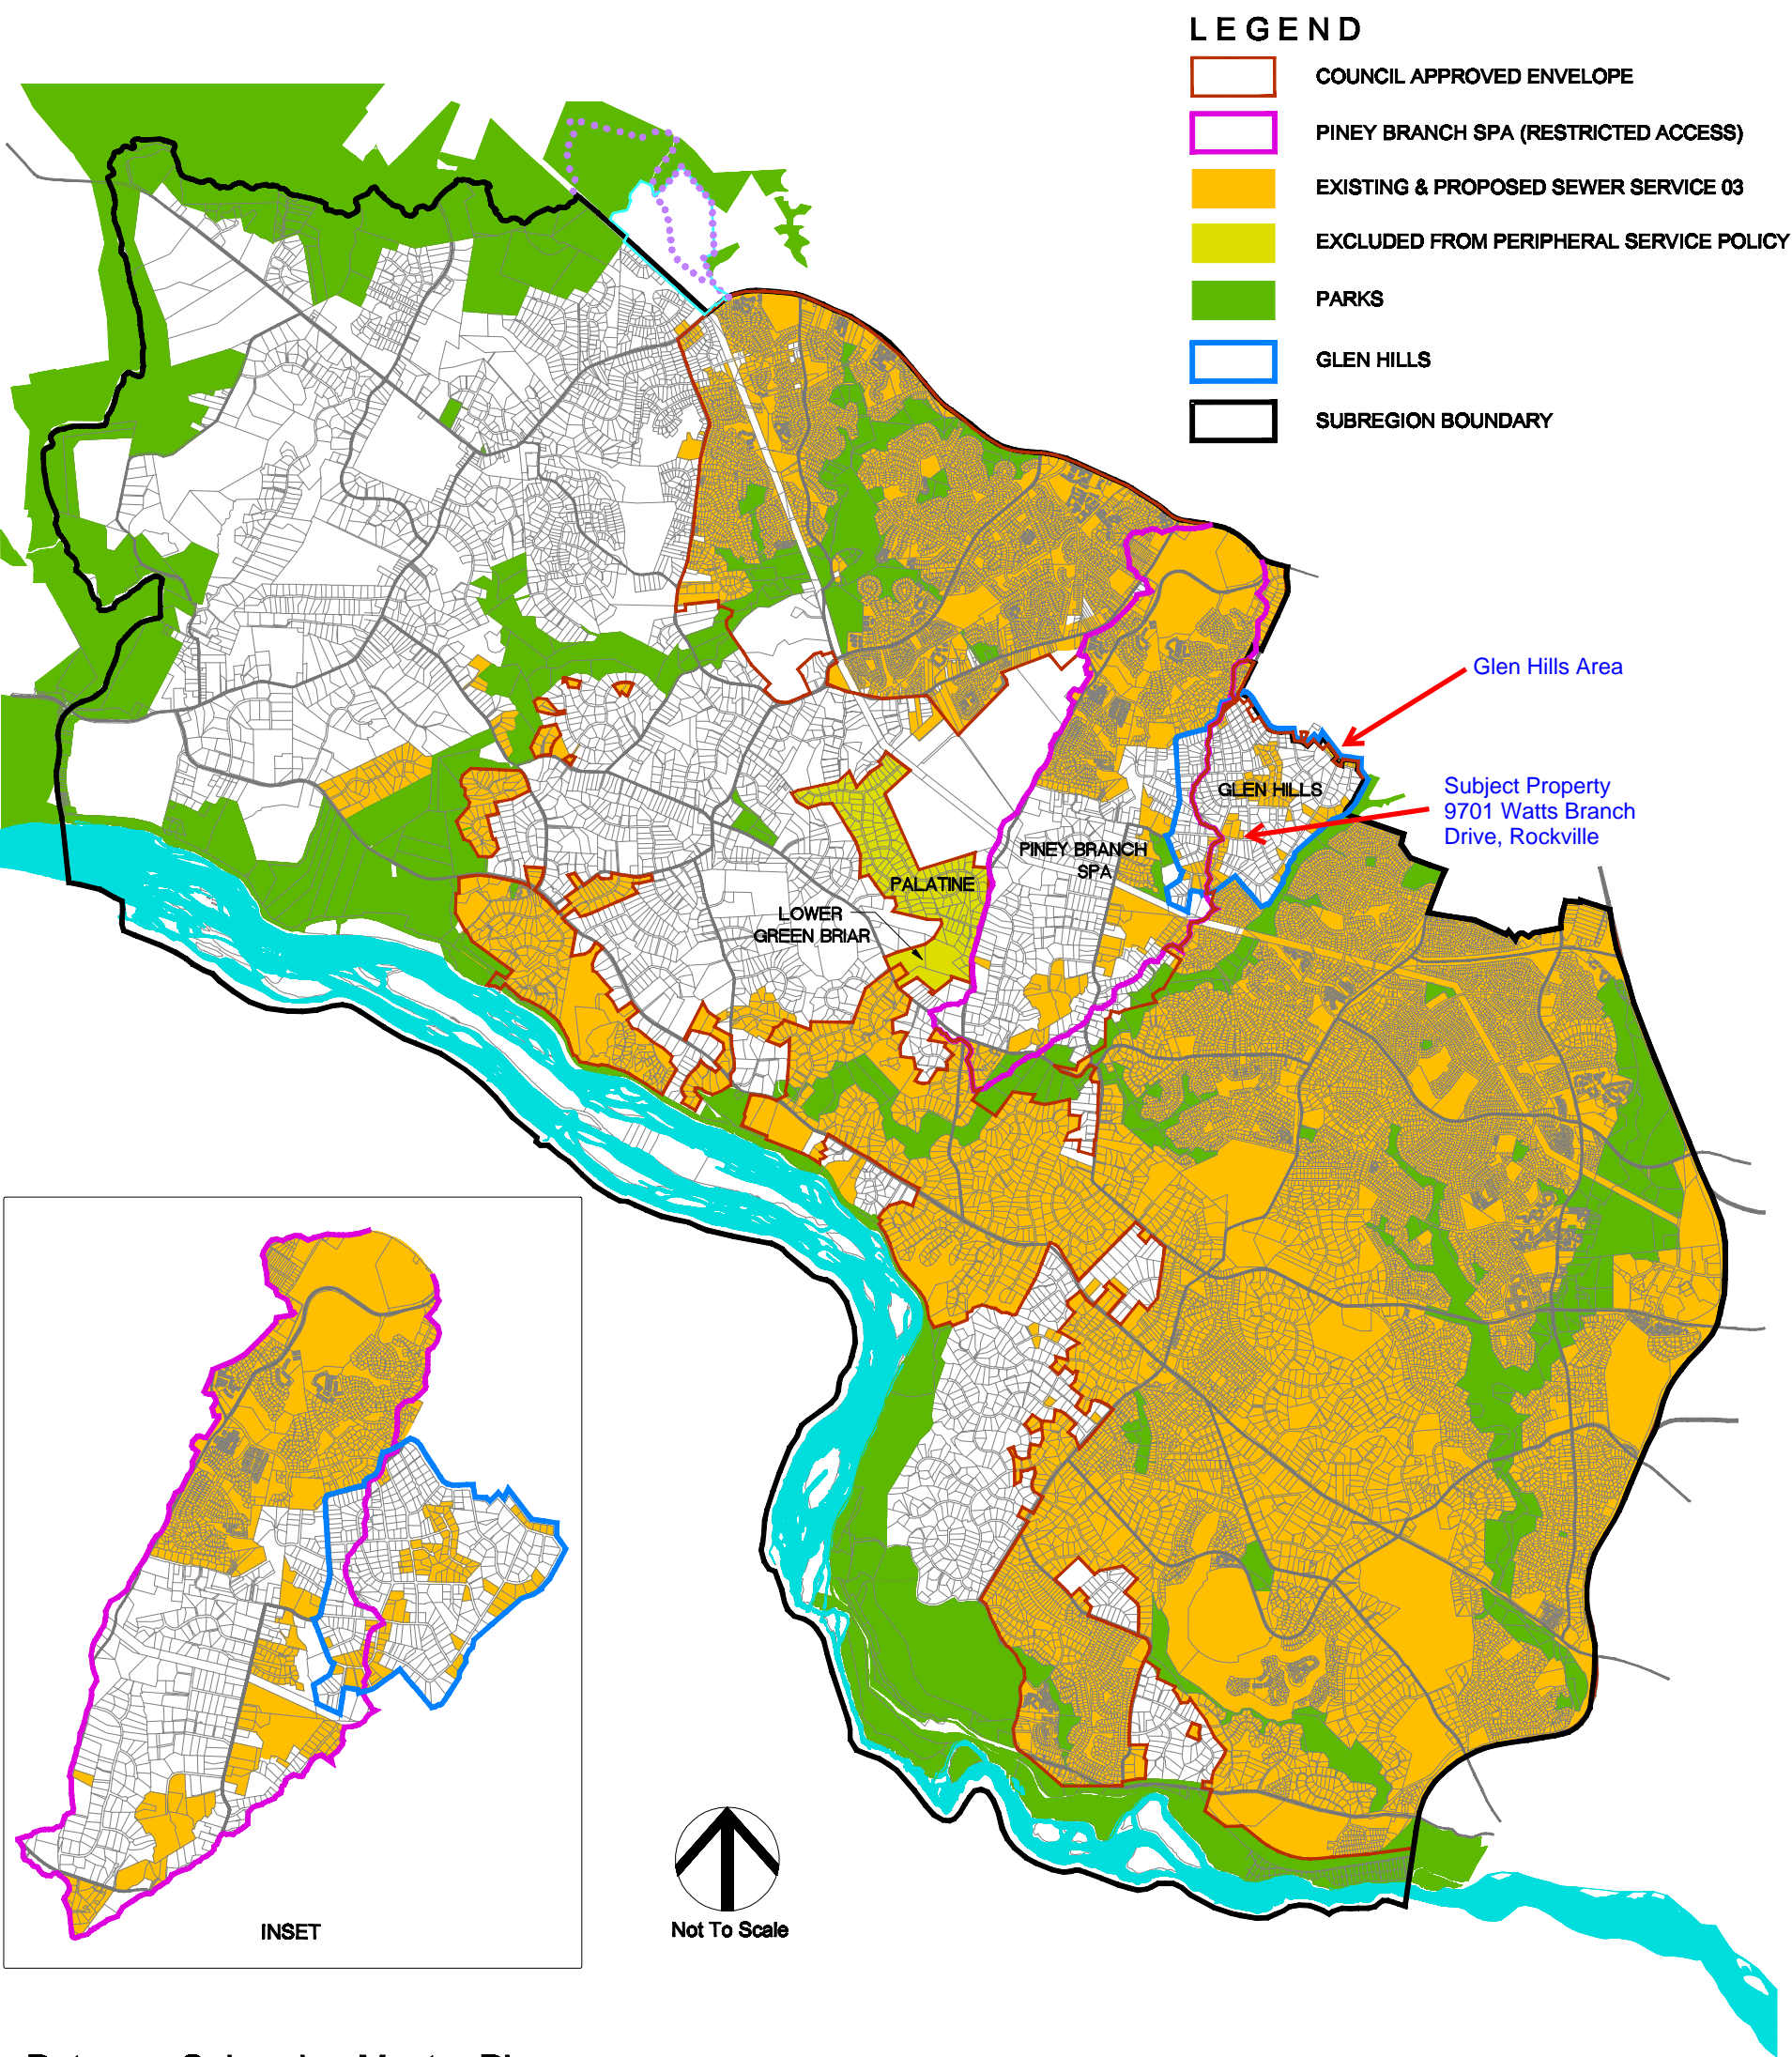 LEGEND
COUNCIL APPROVED ENVELOPE
PINEY BRANCH SPA (RESTRICTED ACCESS)
EXISTING & PROPOSED SEWER SERVICE 03
EXCLUDED FROM PERIPHERAL SERVICE POLICY
PARKS
GLEN HILLS
SUBREGION BOUNDARY
Glen Hills Area
Subject Property
9701 Watts Branch
Drive, Rockville
GLEN HILLS
PINEY BRANCH
SPA
PALATINE
LOWER
GREEN BRIAR
INSET
Not To Scale